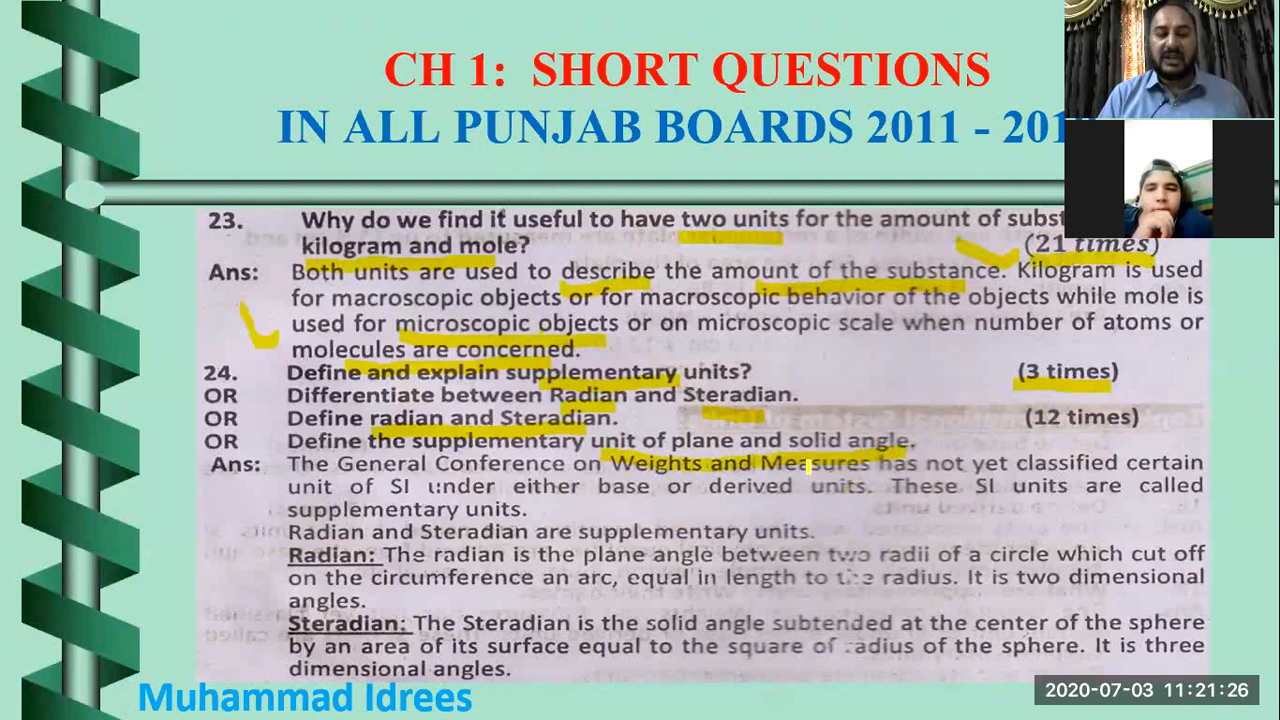 CH 1: SHORT QUESTIONS
IN ALL PUNJAB BOARDS 2011 - 201
23. Why do we find it useful to have two units for the amount of subst
kilogram and mole? (21 times)
Ans: Both units are used to describe the amount of the substance. Kilogram is used
for macroscopic objects or for macroscopic behavior of the objects while mole is
used for microscopic objects or on microscopic scale when number of atoms or
molecules are concerned.
24. Define and explain supplementary units? (3 times)
OR Differentiate between Radian and Steradian.
OR Define radian and Steradian. (12 times)
OR Define the supplementary unit of plane and solid angle.
Ans: The General Conference on Weights and Measures has not yet classified certain
unit of SI under either base or derived units. These SI units are called
supplementary units.
Radian and Steradian are supplementary units.
Radian: The radian is the plane angle between two radii of a circle which cut off
on the circumference an arc, equal in length to the radius. It is two dimensional
angles.
Steradian: The Steradian is the solid angle subtended at the center of the sphere
by an area of its surface equal to the square of radius of the sphere. It is three
dimensional angles.
Muhammad Idrees
2020-07-03 11:21:26